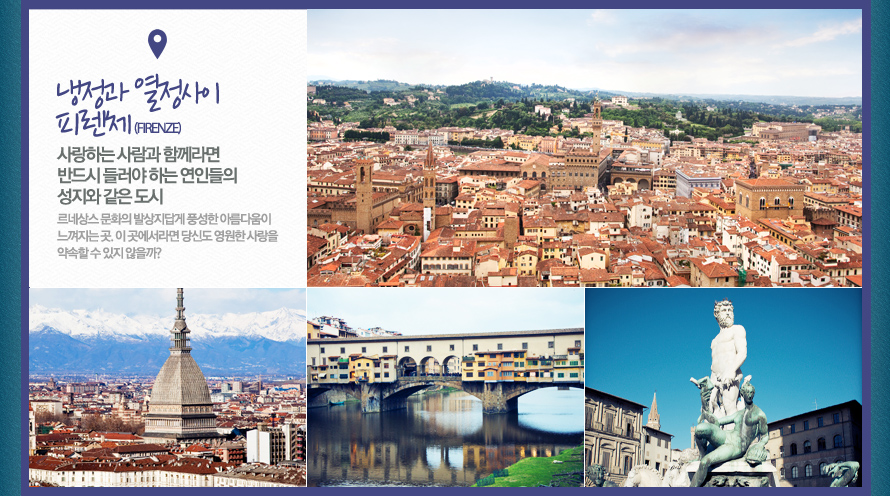 냉정과 열정사이
피렌체 (FIRENZE)
사랑하는 사람과 함께라면
반드시 들러야 하는 연인들의
성지와 같은 도시
르네상스 문화의 발상지답게 풍성한 아름다움이
느껴지는 곳. 이 곳에서라면 당신도 영원한 사랑을
약속할 수 있지 않을까?